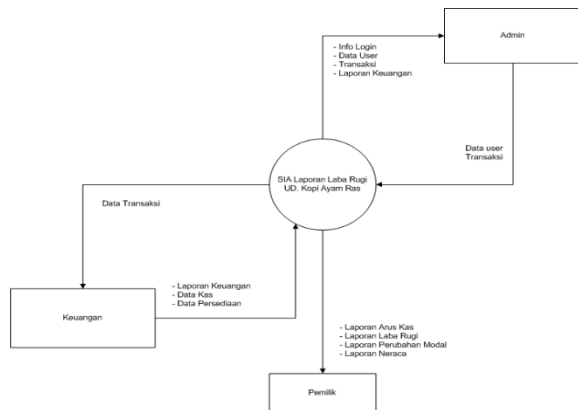 Admin
- Info Login
- Data User
- Transaksi
- Laporan Keuangan
Data user
Transaksi
SIA Laporan Laba Rugi
UD. Kopi Ayam Ras
Data Transaksi
- Laporan Keuangan
- Data Kas
- Data Persediaan
Keuangan
- Laporan Arus Kas
- Laporan Laba Rugi
- Laporan Perubahan Modal
- Laporan Neraca
Pemilik